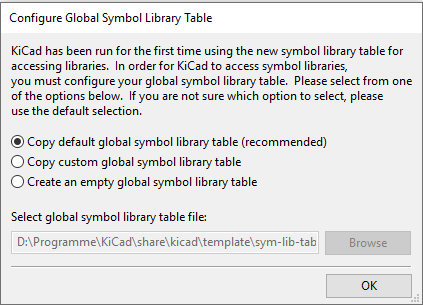 Configure Global Symbol Library Table
KiCad has been run for the first time using the new symbol library table for
accessing libraries.  In order for KiCad to access symbol libraries,
you must configure your global symbol library table.  Please select from one
of the options below.  If you are not sure which option to select, please
use the default selection.
Copy default global symbol library table (recommended)
Copy custom global symbol library table
Create an empty global symbol library table
Select global symbol library table file:
D:\Programme\KiCad\share\kicad\template\sym-lib-tab
Browse
OK